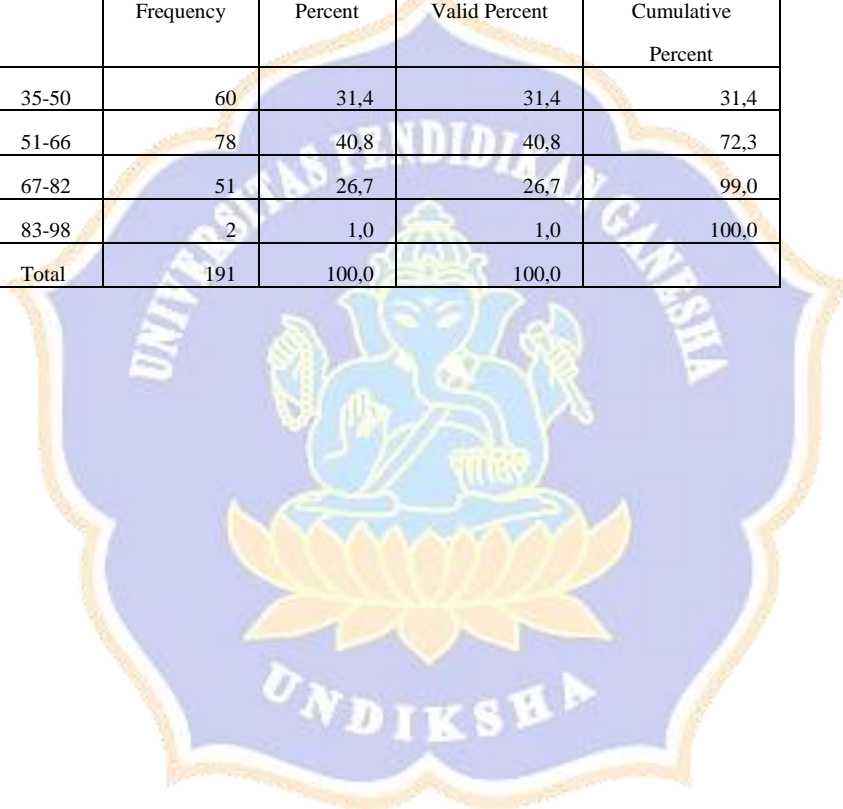 Frequency Percent Valid Percent Cumulative
Percent
35-50 60 31,4 31,4 31,4
51-66 78 40,8 40,8 72,3
67-82 51 26,7 26,7 99,0
83-98 2 1,0 1,0 100,0
Total 191 100,0 100,0
UNIVERSITAS PENDIDIKAN GANESHA
UNDIKSHA